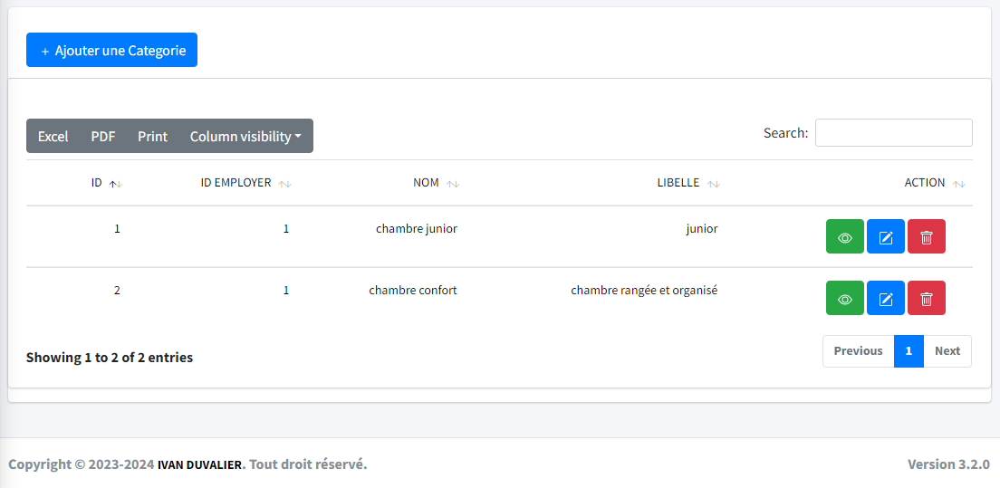 + Ajouter une Categorie
Excel PDF Print Column visibility Search:
ID ID EMPLOYER NOM LIBELLE ACTION
1 1 chambre junior junior
2 1 chambre confort chambre rangée et organisé
Showing 1 to 2 of 2 entries Previous 1 Next
Copyright © 2023-2024 IVAN DUVALIER. Tout droit réservé. Version 3.2.0